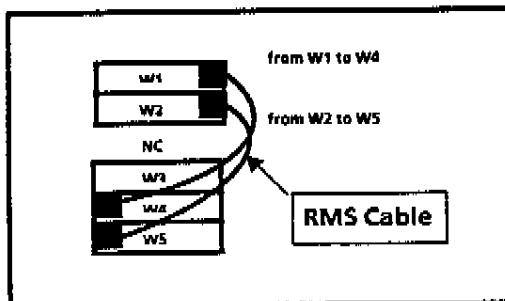 from W1 to W4
W1
W2
from W2 to W5
NC
W3
W4
W5
RMS Cable